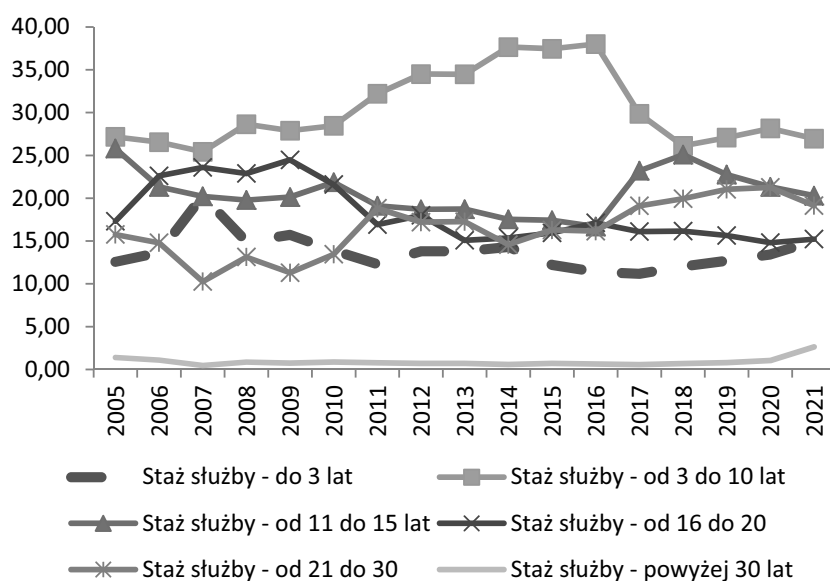 40,00
35,00
30,00
25,00
20,00
15,00
10,00
5,00
0,00
2005 2006 2007 2008 2009 2010 2011 2012 2013 2014 2015 2016 2017 2018 2019 2020 2021
Staż służby - do 3 lat Staż służby - od 3 do 10 lat
Staż służby - od 11 do 15 lat Staż służby - od 16 do 20
Staż służby - od 21 do 30 Staż służby - powyżej 30 lat